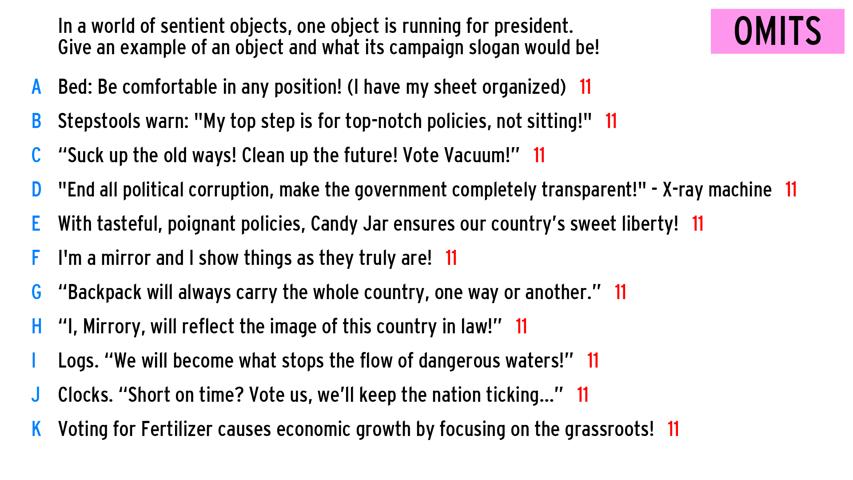 In a world of sentient objects, one object is running for president.
Give an example of an object and what its campaign slogan would be!
OMITS
A Bed: Be comfortable in any position! (I have my sheet organized) 11
B Stepstools warn: "My top step is for top-notch policies, not sitting!" 11
C “Suck up the old ways! Clean up the future! Vote Vacuum!” 11
D "End all political corruption, make the government completely transparent!" - X-ray machine 11
E With tasteful, poignant policies, Candy Jar ensures our country’s sweet liberty! 11
F I'm a mirror and I show things as they truly are! 11
G “Backpack will always carry the whole country, one way or another.” 11
H “I, Mirrory, will reflect the image of this country in law!” 11
I Logs. “We will become what stops the flow of dangerous waters!” 11
J Clocks. “Short on time? Vote us, we’ll keep the nation ticking...” 11
K Voting for Fertilizer causes economic growth by focusing on the grassroots! 11